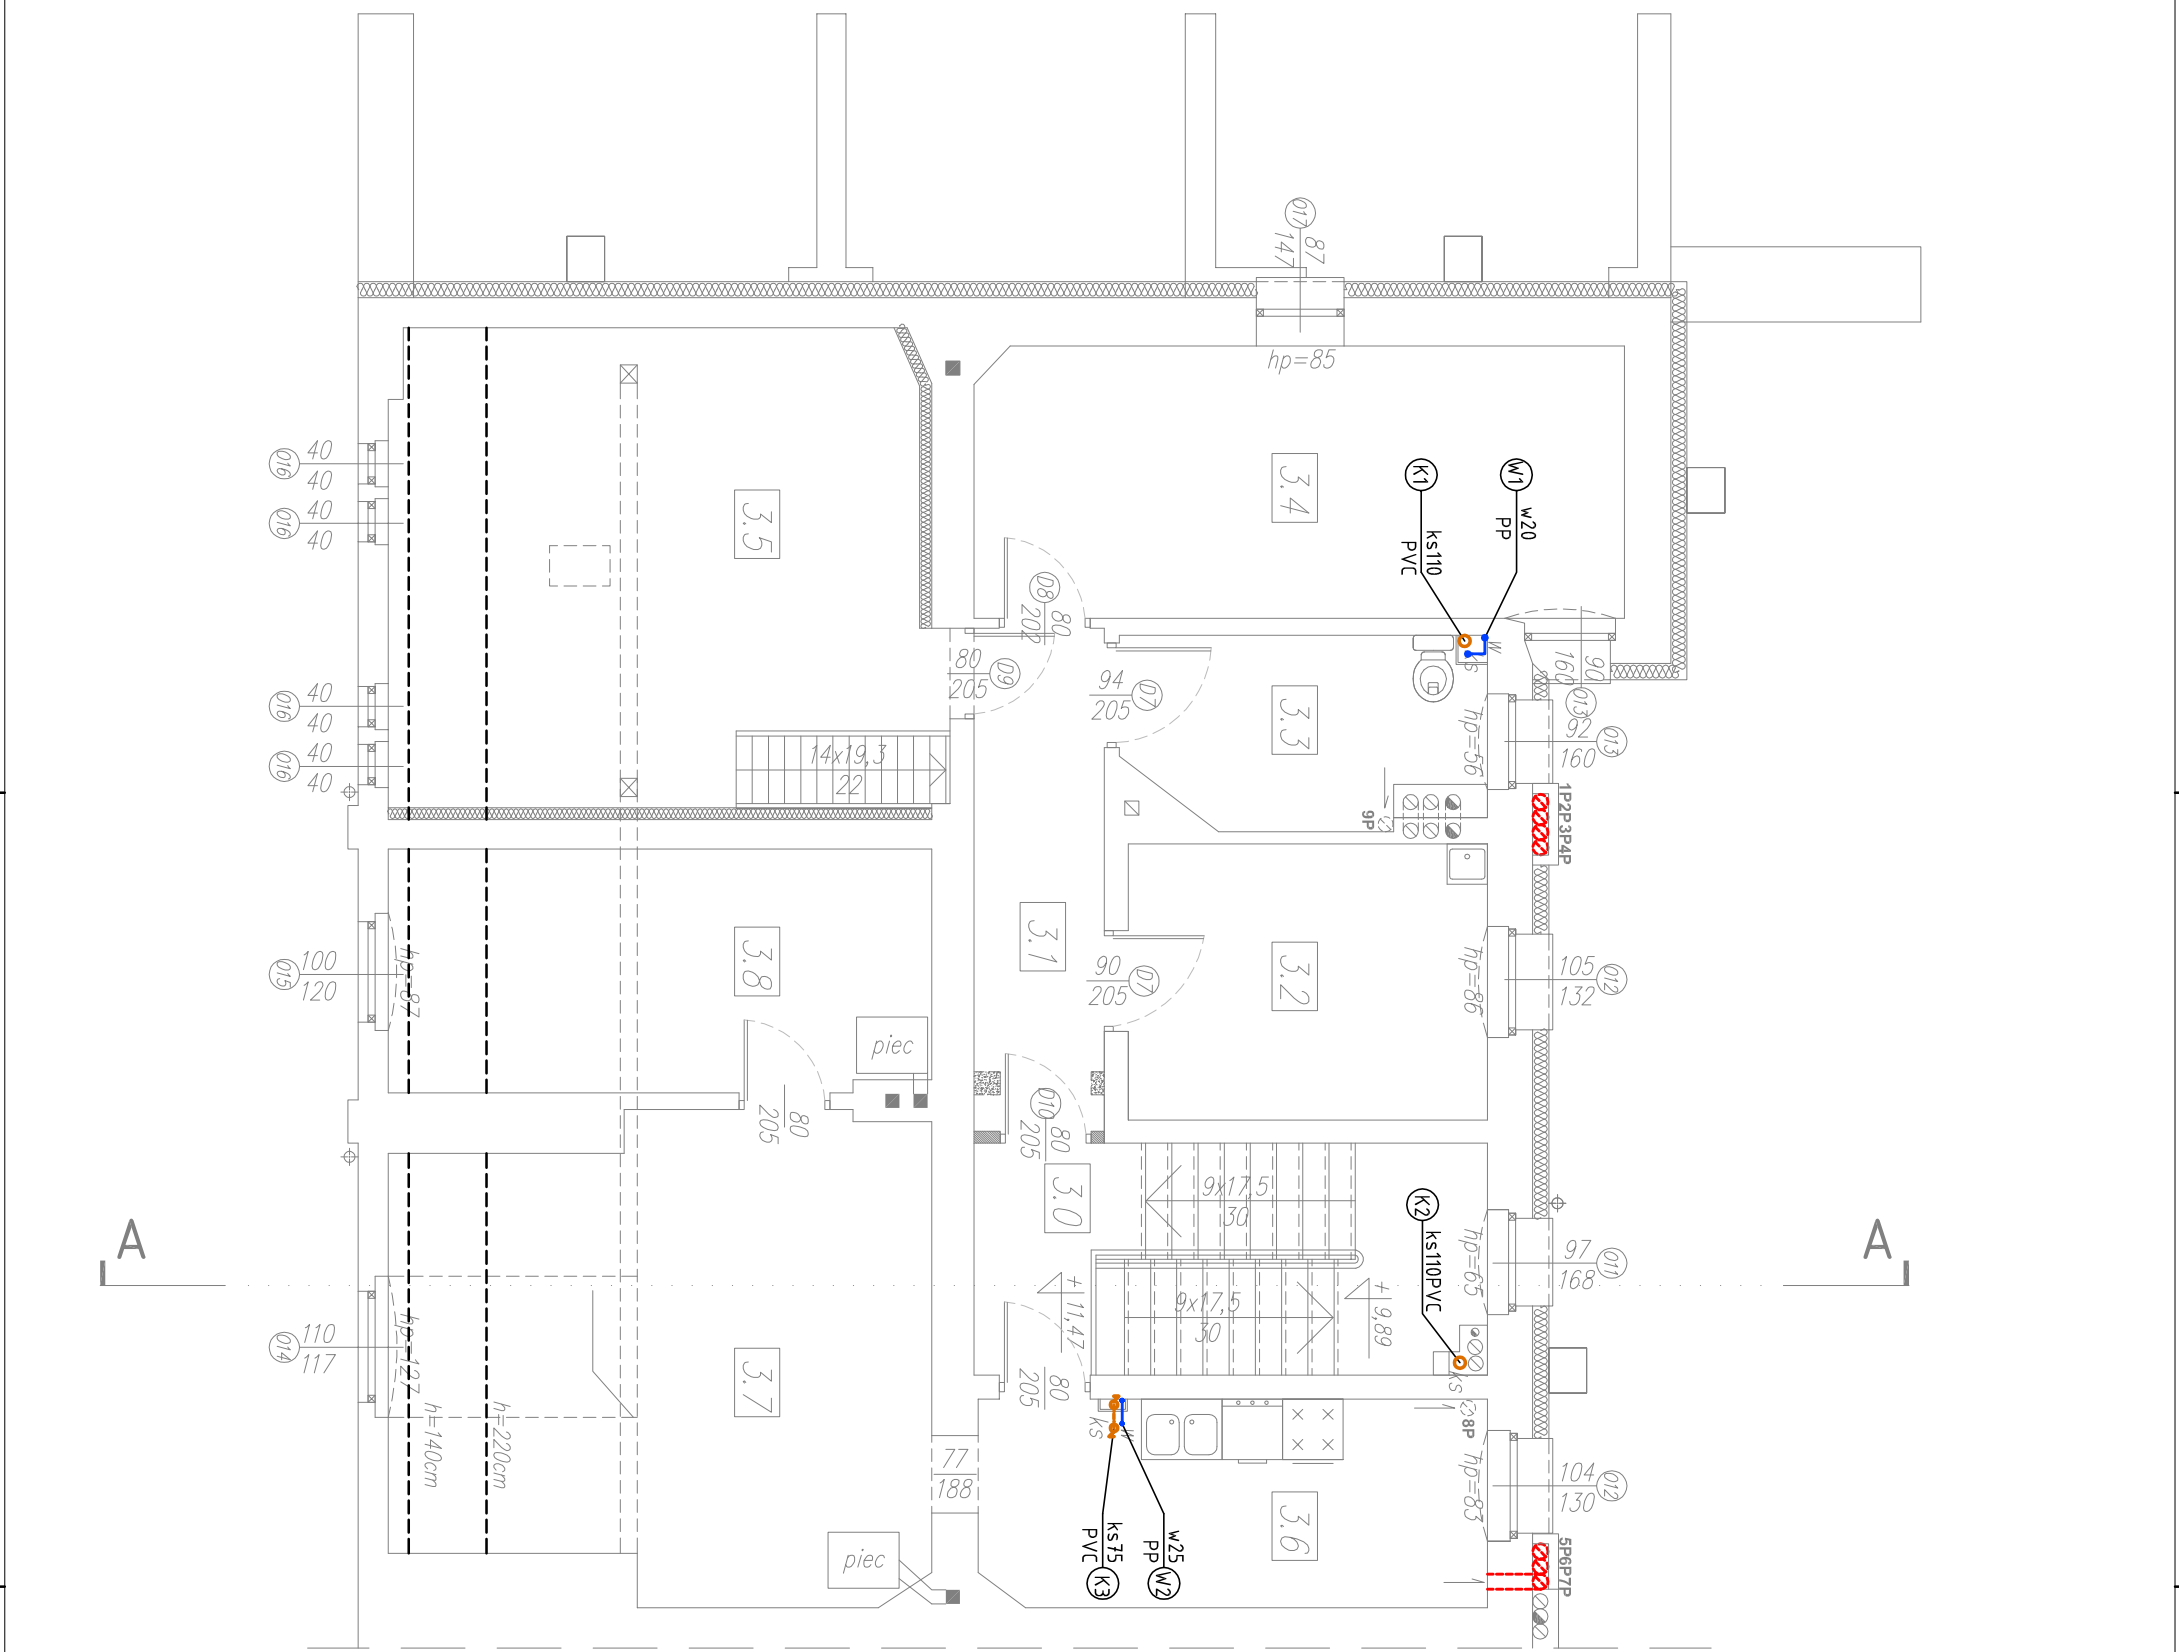 017
87
147
hp=85
016
40
40
016
40
40
016
40
40
016
40
40
3.5
3.4
K1
W1
ks110
PVC
w20
PP
D8
80
202
80
205
D9
94
205
D7
3.3
w
ks
hp=56
90
160
013
92
160
013
14x19,3
22
9P
1P2P3P4P
015
100
120
hp=87
3.8
3.1
90
205
D7
3.2
hp=86
105
132
012
piec
80
205
D10
80
205
3.0
9x17,5
30
K2
ks110PVC
hp=65
97
168
011
A
A
014
110
117
hp=127
h=140cm
h=220cm
3.7
+ 11,47
9x17,5
30
+ 9,89
80
205
ks
w
ks
8P
77
188
hp=83
104
130
012
3.6
piec
ks75
PVC
K3
w25
PP
W2
5P6P7P